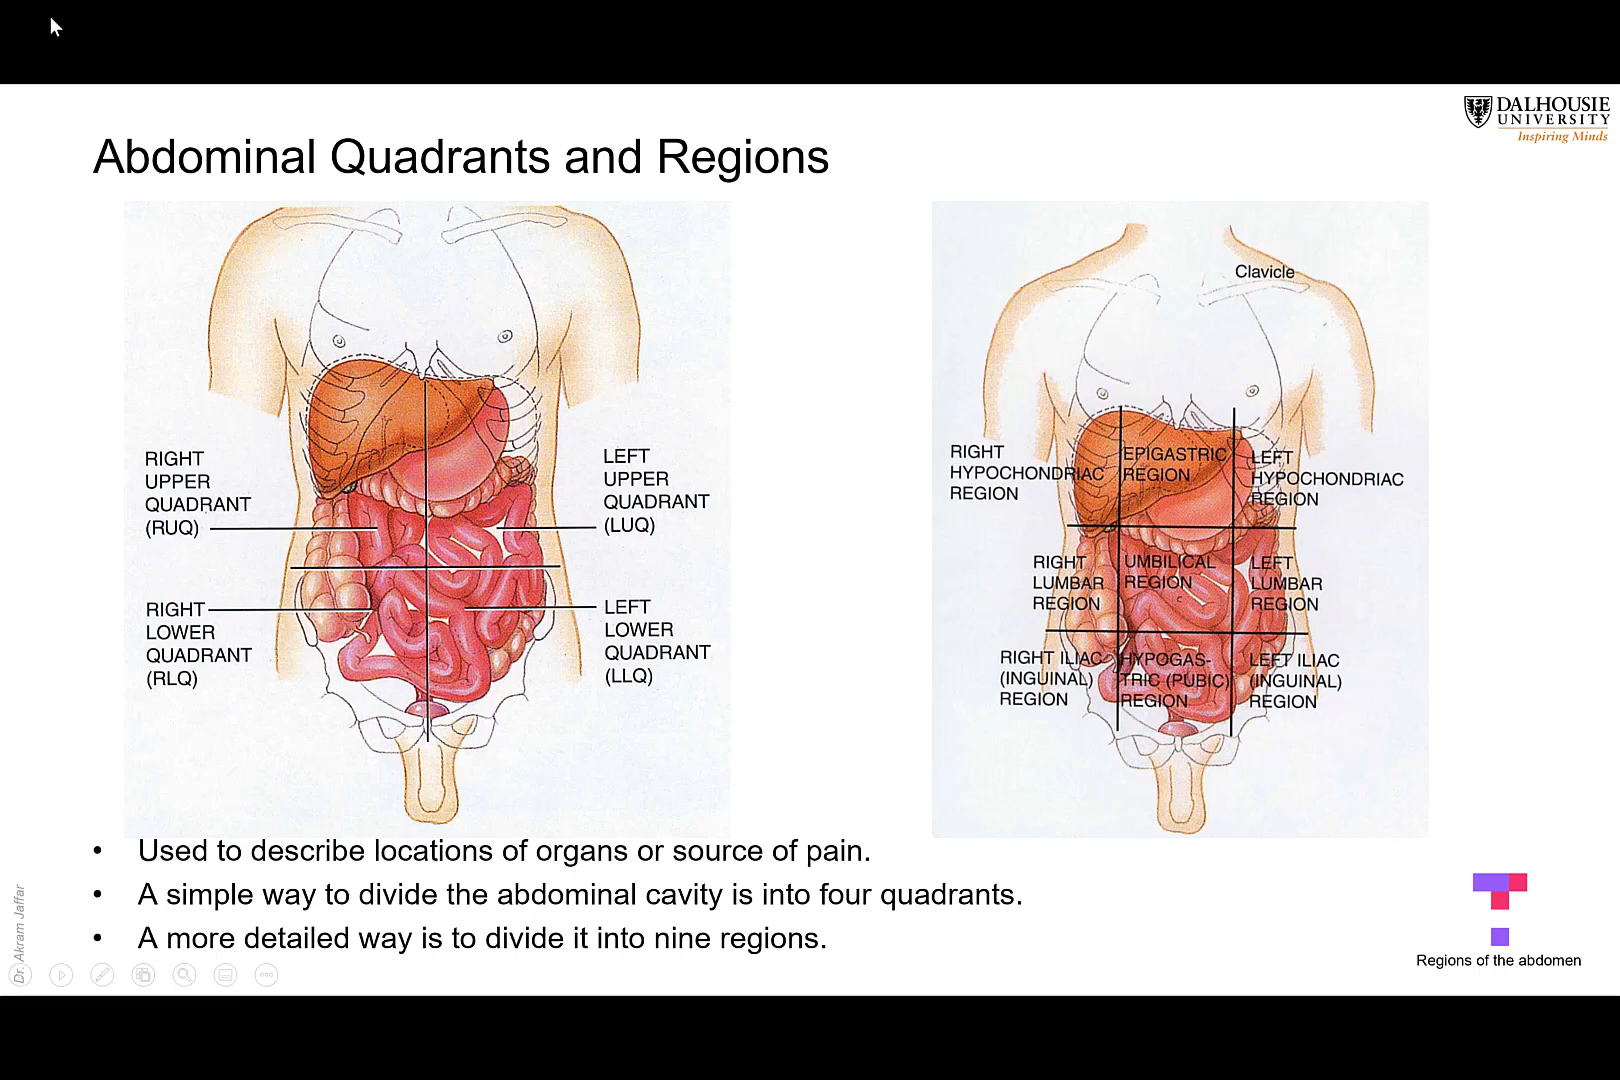 DALHOUSIE
UNIVERSITY
Inspiring Minds
Abdominal Quadrants and Regions
RIGHT
UPPER
QUADRANT
(RUQ)
LEFT
UPPER
QUADRANT
(LUQ)
RIGHT
LOWER
QUADRANT
(RLQ)
LEFT
LOWER
QUADRANT
(LLQ)
Clavicle
RIGHT
HYPOCHONDRIAC
REGION
EPIGASTRIC
REGION
LEFT
HYPOCHONDRIAC
REGION
RIGHT
LUMBAR
REGION
UMBILICAL
REGION
LEFT
LUMBAR
REGION
RIGHT ILIAC
(INGUINAL)
REGION
HYPOGAS-
TRIC (PUBIC)
REGION
LEFT ILIAC
(INGUINAL)
REGION
• Used to describe locations of organs or source of pain.
• A simple way to divide the abdominal cavity is into four quadrants.
• A more detailed way is to divide it into nine regions.
Dr. Akram Jaffar
Regions of the abdomen